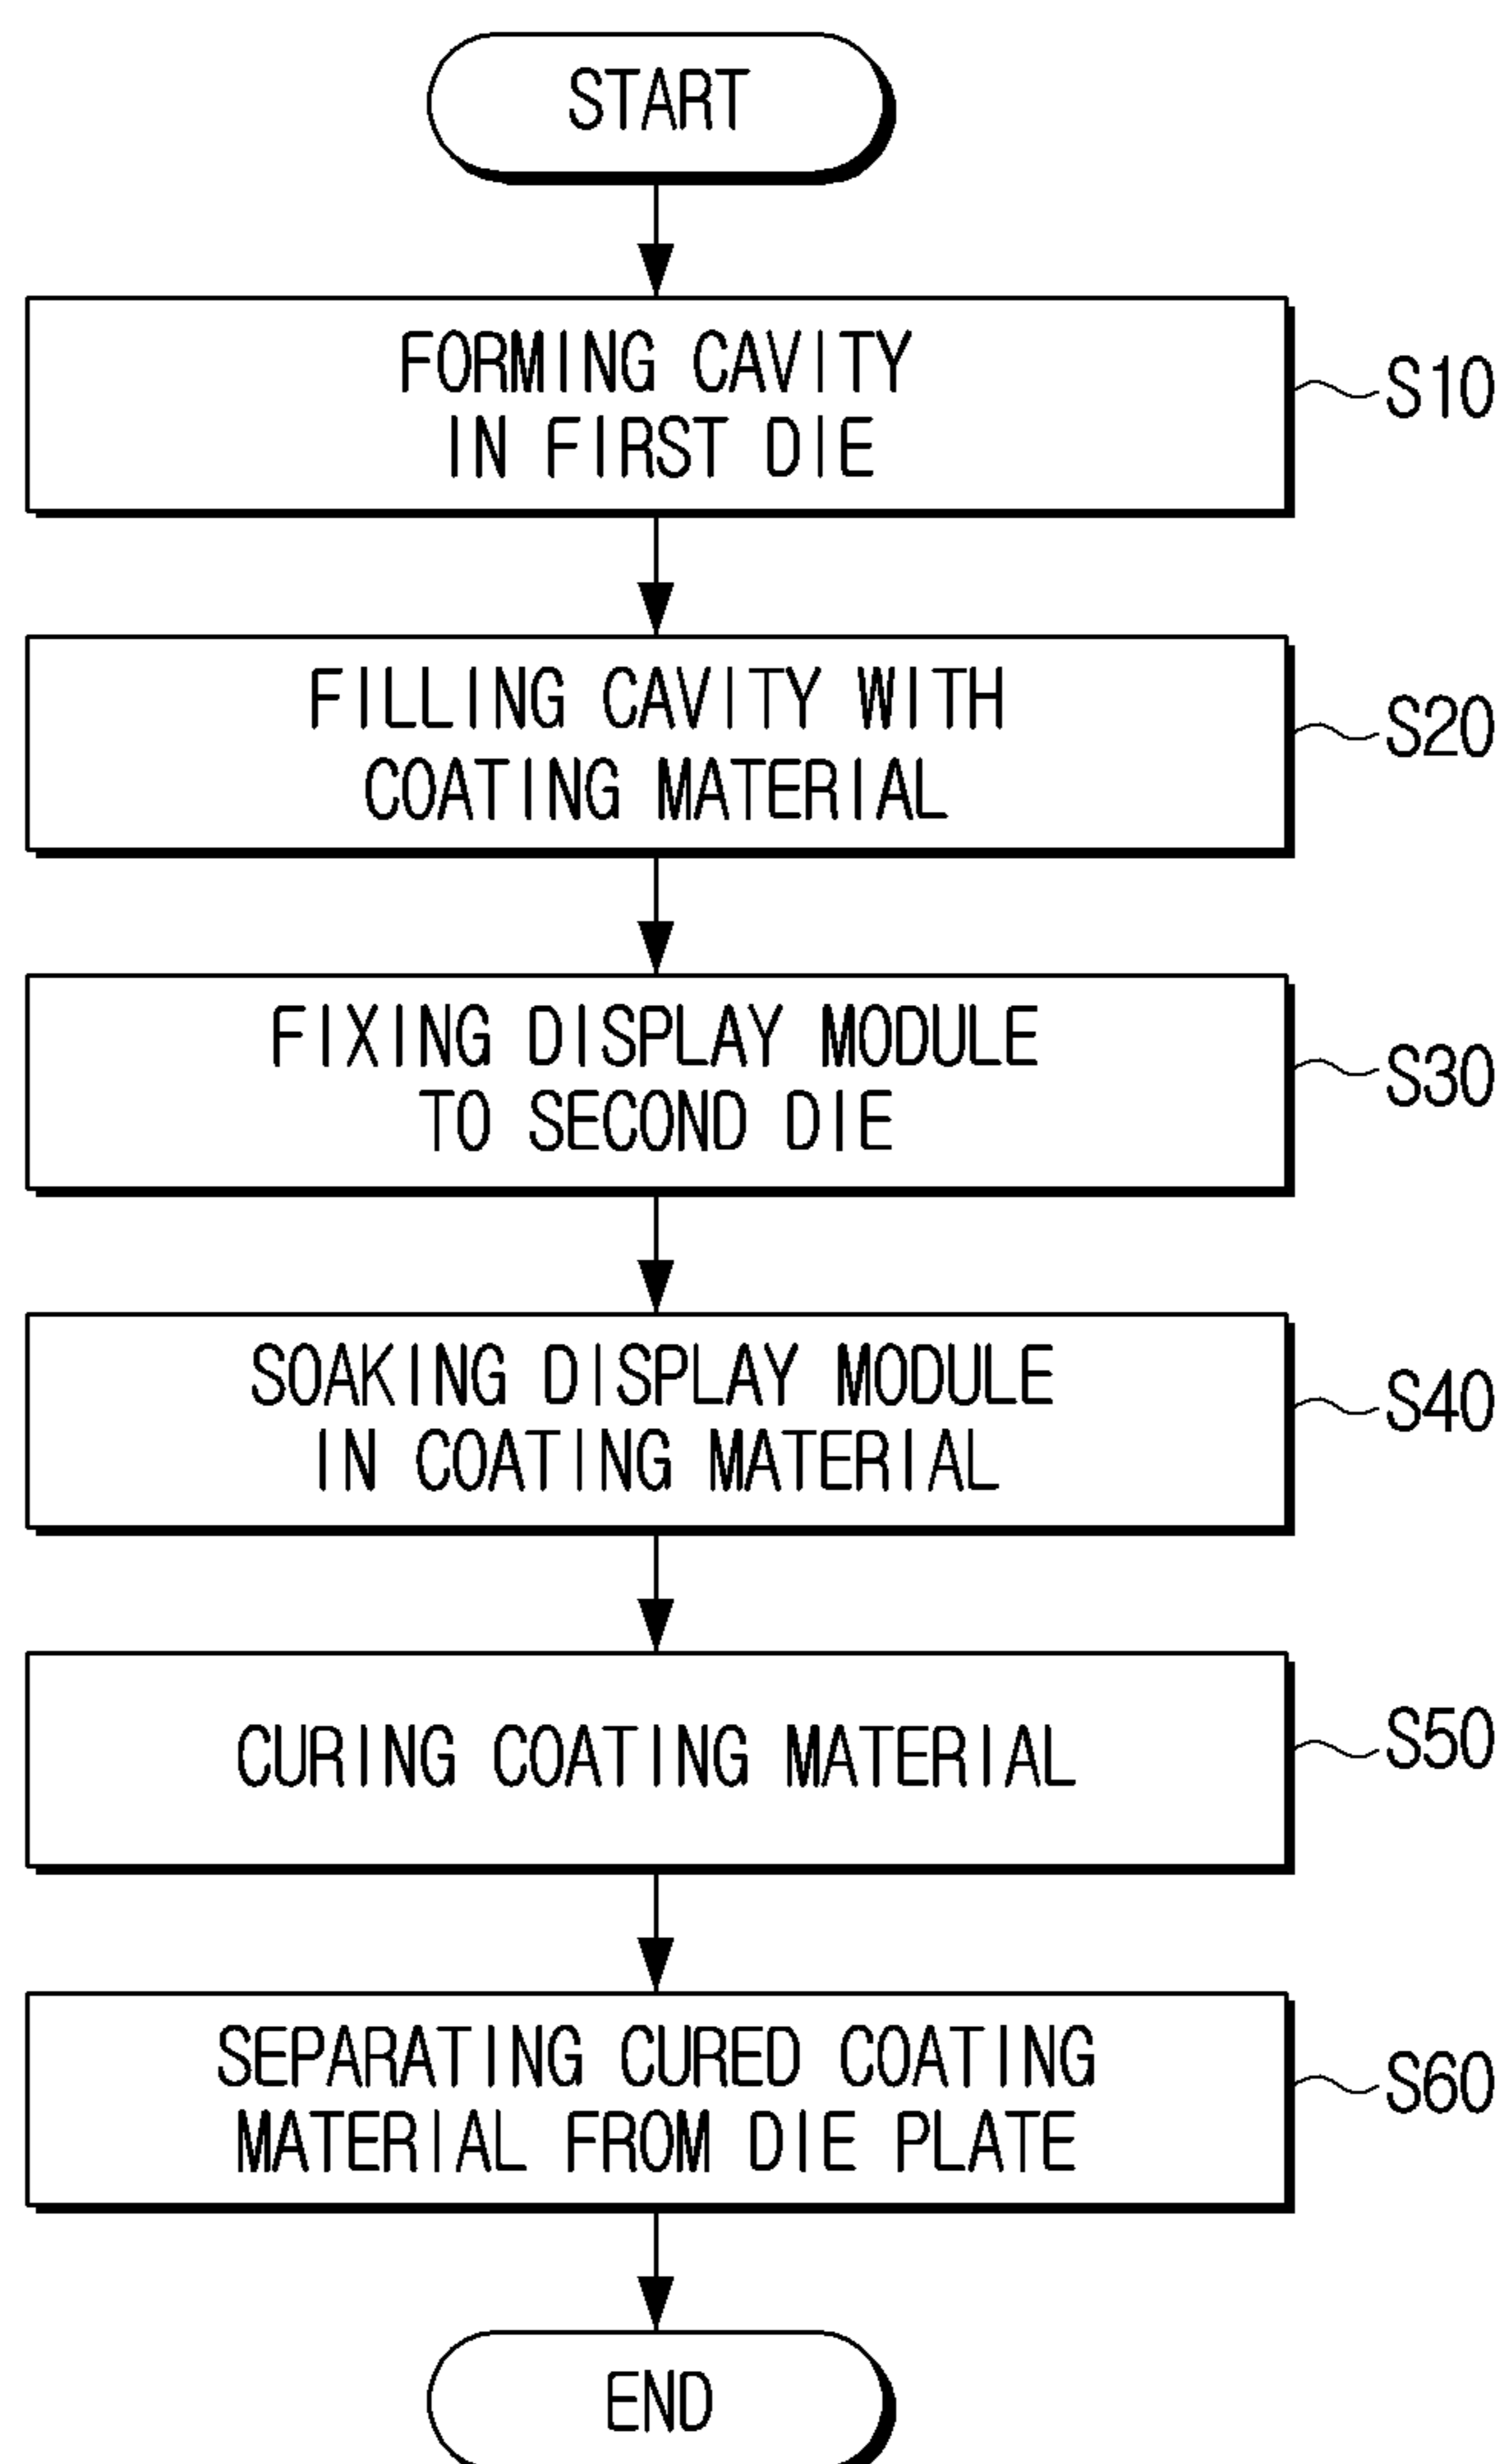 START
FORMING CAVITY
IN FIRST DIE
S10
FILLING CAVITY WITH
COATING MATERIAL
S20
FIXING DISPLAY MODULE
TO SECOND DIE
S30
SOAKING DISPLAY MODULE
IN COATING MATERIAL
S40
CURING COATING MATERIAL
S50
SEPARATING CURED COATING
MATERIAL FROM DIE PLATE
S60
END